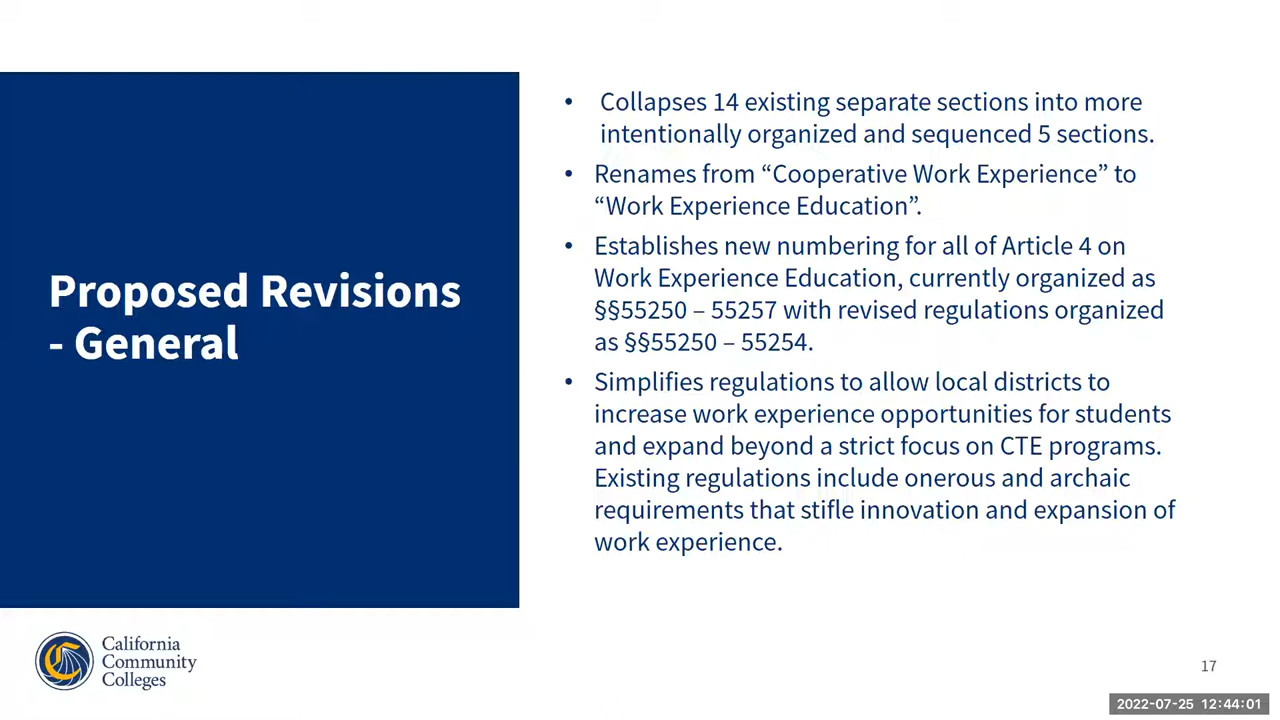 Proposed Revisions
- General
• Collapses 14 existing separate sections into more
intentionally organized and sequenced 5 sections.
• Renames from “Cooperative Work Experience” to
“Work Experience Education”.
• Establishes new numbering for all of Article 4 on
Work Experience Education, currently organized as
§§55250 – 55257 with revised regulations organized
as §§55250 – 55254.
• Simplifies regulations to allow local districts to
increase work experience opportunities for students
and expand beyond a strict focus on CTE programs.
Existing regulations include onerous and archaic
requirements that stifle innovation and expansion of
work experience.
California
Community
Colleges
17
2022-07-25 12:44:01